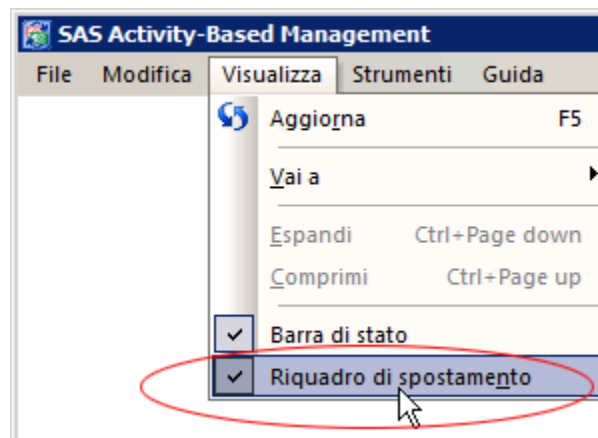 SAS Activity-Based Management
File Modifica Visualizza Strumenti Guida
Aggiorna F5
Vai a
Espandi Ctrl+Page down
Comprimi Ctrl+Page up
Barra di stato
Riquadro di spostamento